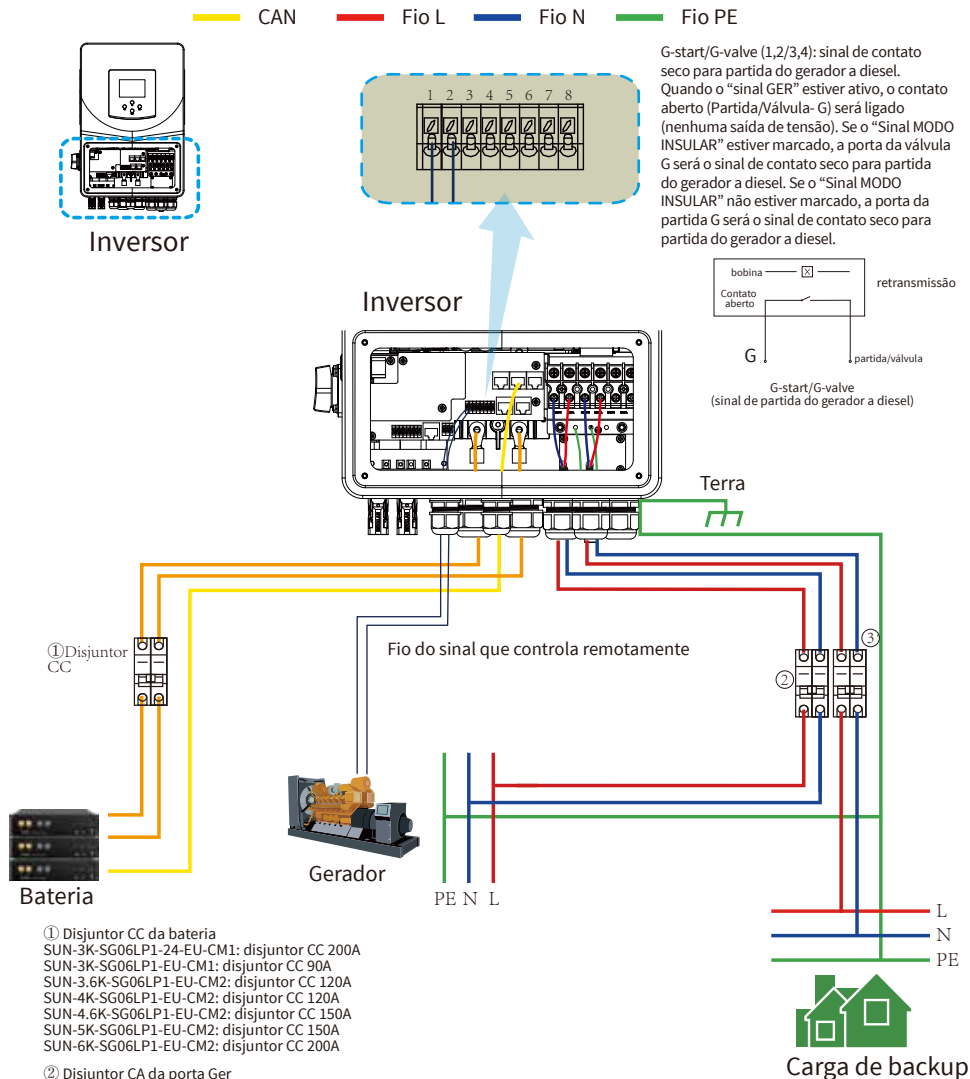 CAN
Fio L
Fio N
Fio PE
G-start/G-valve (1,2/3,4): sinal de contato
seco para partida do gerador a diesel.
Quando o “sinal GER” estiver ativo, o contato
aberto (Partida/Válvula- G) será ligado
(nenhuma saída de tensão). Se o “Sinal MODO
INSULAR” estiver marcado, a porta da válvula
G será o sinal de contato seco para partida
do gerador a diesel. Se o “Sinal MODO
INSULAR” não estiver marcado, a porta da
partida G será o sinal de contato seco para
partida do gerador a diesel.
1 2 3 4 5 6 7 8
Inversor
bobina
X
retransmissão
Contato
aberto
G
partida/válvula
G-start/G-valve
(sinal de partida do gerador a diesel)
Inversor
Terra
①Disjuntor
CC
Fio do sinal que controla remotamente
②
③
Bateria
Gerador
PE N L
L
N
PE
Carga de backup
① Disjuntor CC da bateria
SUN-3K-SG06LP1-24-EU-CM1: disjuntor CC 200A
SUN-3K-SG06LP1-EU-CM1: disjuntor CC 90A
SUN-3.6K-SG06LP1-EU-CM2: disjuntor CC 120A
SUN-4K-SG06LP1-EU-CM2: disjuntor CC 120A
SUN-4.6K-SG06LP1-EU-CM2: disjuntor CC 150A
SUN-5K-SG06LP1-EU-CM2: disjuntor CC 150A
SUN-6K-SG06LP1-EU-CM2: disjuntor CC 200A
② Disjuntor CA da porta Ger